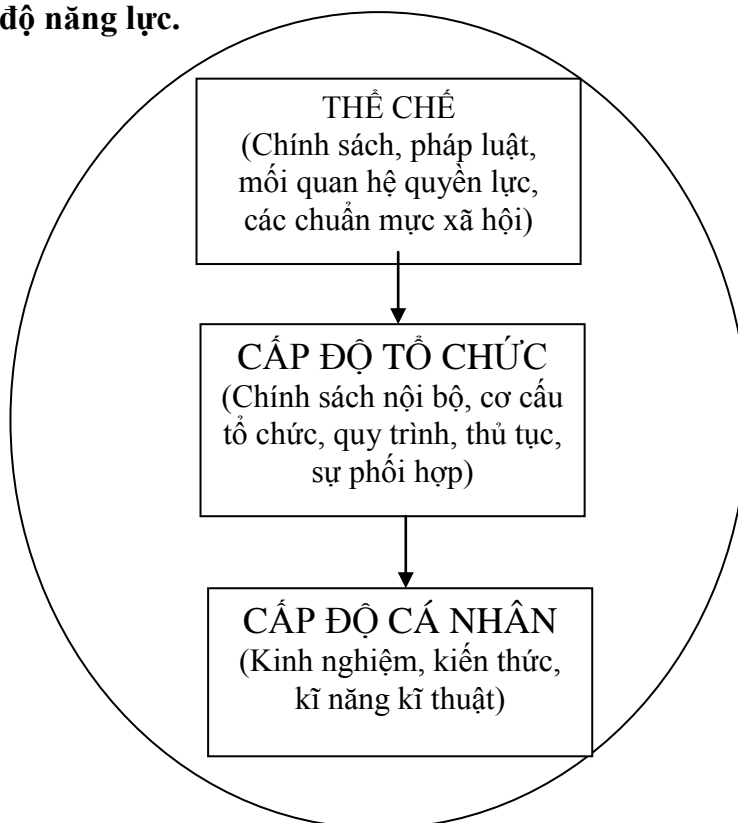 độ năng lực.
THỂ CHẾ
(Chính sách, pháp luật,
mối quan hệ quyền lực,
các chuẩn mực xã hội)
CẤP ĐỘ TỔ CHỨC
(Chính sách nội bộ, cơ cấu
tổ chức, quy trình, thủ tục,
sự phối hợp)
CẤP ĐỘ CÁ NHÂN
(Kinh nghiệm, kiến thức,
kĩ năng kĩ thuật)